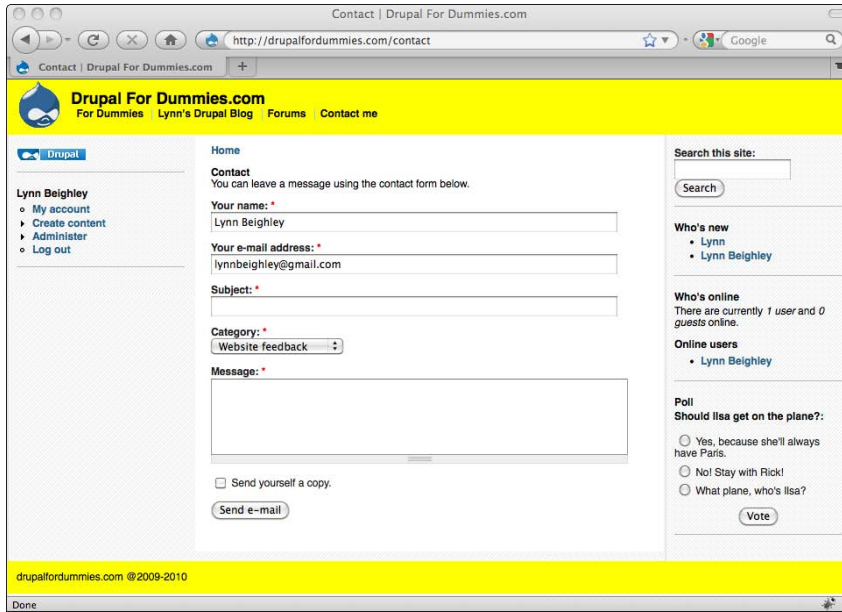 Contact | Drupal For Dummies.com
http://drupalfordummies.com/contact
Google
Contact | Drupal For Dummies.com
+
Drupal For Dummies.com
For Dummies | Lynn's Drupal Blog | Forums | Contact me
Drupal
Lynn Beighley
My account
Create content
Administer
Log out
Home
Contact
You can leave a message using the contact form below.
Your name: *
Lynn Beighley
Your e-mail address: *
lynnbeighley@gmail.com
Subject: *
Category: *
Website feedback
Message: *
Send yourself a copy.
Send e-mail
Search this site:
Search
Who's new
Lynn
Lynn Beighley
Who's online
There are currently 1 user and 0
guests online.
Online users
Lynn Beighley
Poll
Should Ilsa get on the plane?:
Yes, because she'll always
have Paris.
No! Stay with Rick!
What plane, who's Ilsa?
Vote
drupalfordummies.com @2009-2010
Done